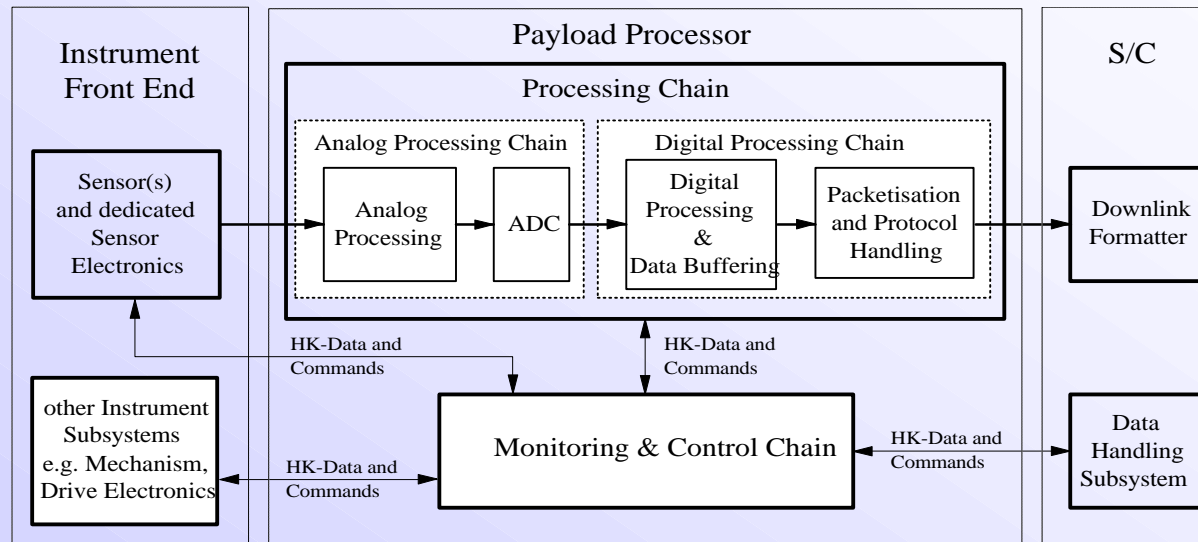 Instrument
Front End
Payload Processor
S/C
Processing Chain
Analog Processing Chain
Digital Processing Chain
Sensor(s)
and dedicated
Sensor
Electronics
Analog
Processing
ADC
Digital
Processing
&
Data Buffering
Packetisation
and Protocol
Handling
Downlink
Formatter
HK-Data and
Commands
HK-Data and
Commands
other Instrument
Subsystems
e.g. Mechanism,
Drive Electronics
HK-Data and
Commands
Monitoring & Control Chain
HK-Data and
Commands
Data
Handling
Subsystem